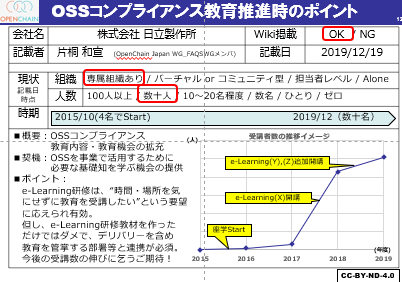 OPENCHAIN
OSSコンプライアンス教育推進時のポイント
会社名 株式会社 日立製作所 Wiki掲載 OK / NG
記載者 片桐 和宣 (OpenChain Japan WG_FAQSWGメンバ) 記載日 2019/12/19
現状 組織 専属組織あり / バーチャル or コミュニティ型 / 担当者レベル / Alone
記載日
時点
人数 100人以上 / 数十人 / 10～20名程度 / 数名 / ひとり / ゼロ
時期 2015/10(4名でStart) 2019/12（数十名）
■概要：OSSコンプライアンス
教育内容・教育機会の拡充
■契機：OSSを事業で活用するために
必要な基礎知識を学ぶ機会の提供
■ポイント：
e-Learning研修は、“時間・場所を気
にせずに教育を受講したい”という要望
に応えられ有効。
但し、e-Learning研修教材を作った
だけではダメで、デリバリーを含め
教育を管掌する部署等と連携が必須。
今後の受講数の伸びに乞うご期待！
受講者数の推移イメージ
(人)
e-Learning(Y),(Z)追加開講
e-Learning(X)開講
座学Start
2015 2016 2017 2018 2019
(年度)
CC-BY-ND-4.0